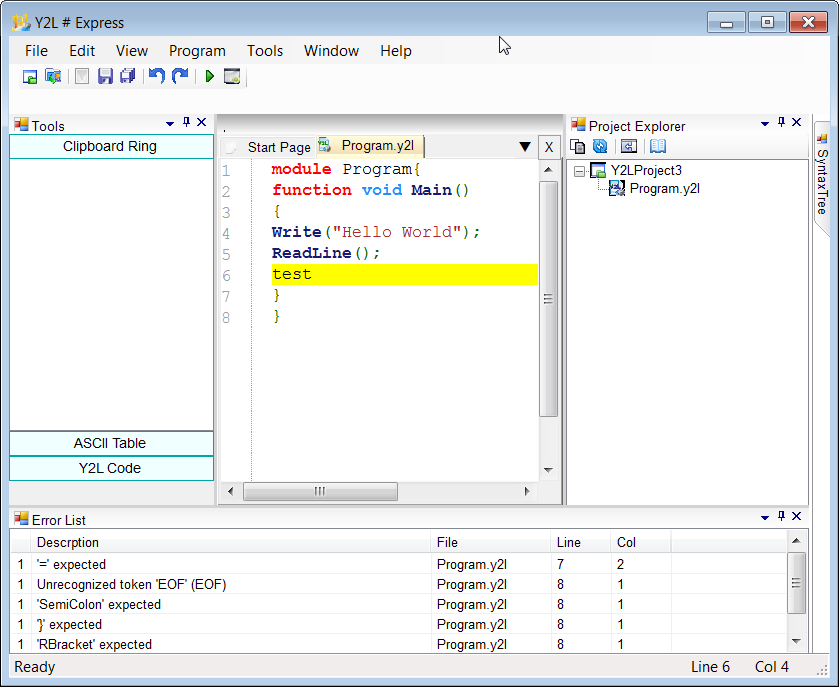 Y2L # Express
File Edit View Program Tools Window Help
Tools
Clipboard Ring
ASCII Table
Y2L Code
Start Page Program.y2l X
1 module Program{
2 function void Main()
3 {
4 Write("Hello World");
5 ReadLine();
6 test
7 }
8 }
Project Explorer
Y2LProject3
Program.y2l
SyntaxTree
Error List
Descrption File Line Col
1 '=' expected Program.y2l 7 2
1 Unrecognized token 'EOF' (EOF) Program.y2l 8 1
1 'SemiColon' expected Program.y2l 8 1
1 '}' expected Program.y2l 8 1
1 'RBracket' expected Program.y2l 8 1
Ready Line 6 Col 4